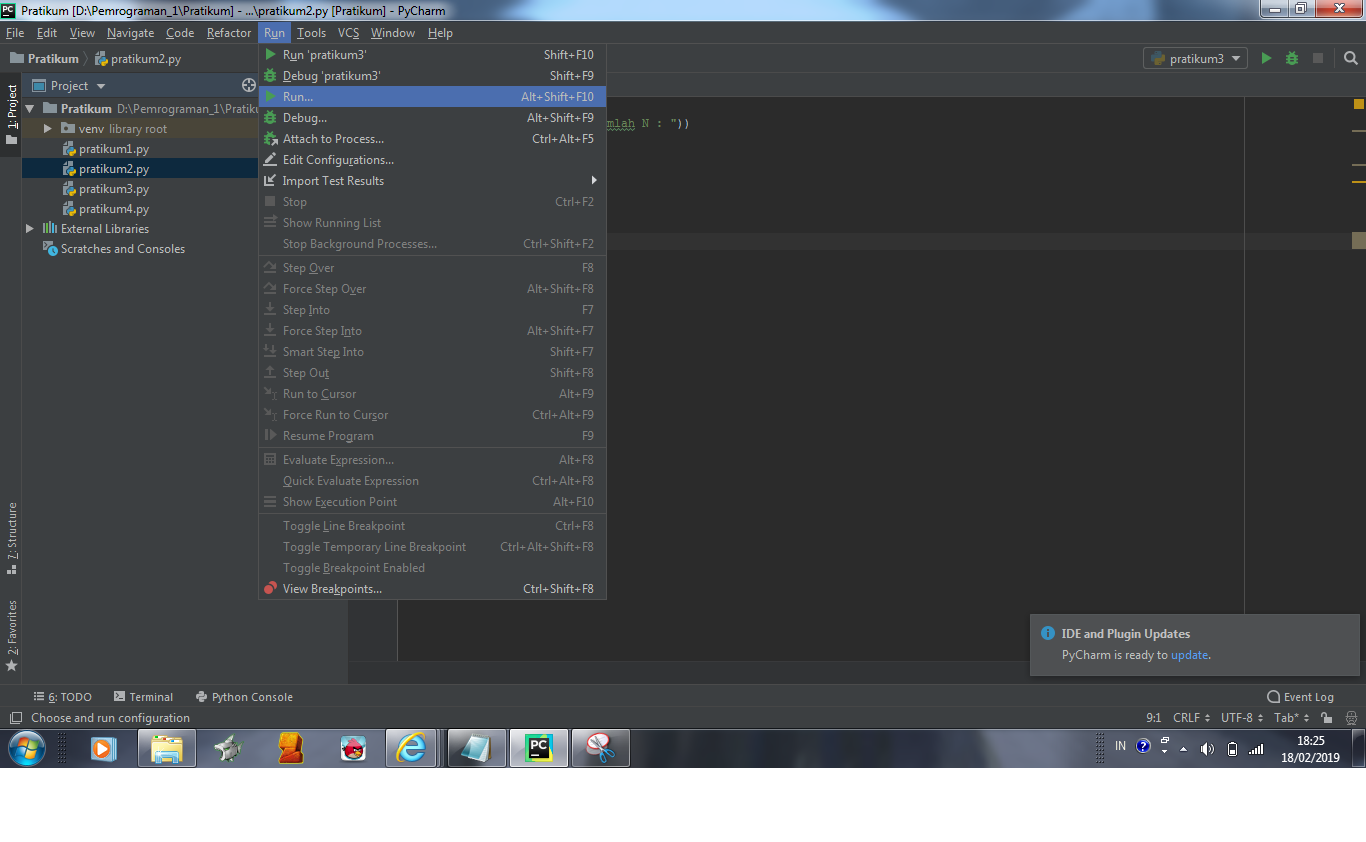 Pratikum [D:\Pemrograman_1\Pratikum] - ...\pratikum2.py [Pratikum] - PyCharm
File Edit View Navigate Code Refactor Run Tools VCS Window Help
Pratikum pratikum2.py pratikum3
1: Project
Project
Pratikum D:\Pemrograman_1\Pratiku
venv library root
pratikum1.py
pratikum2.py
pratikum3.py
pratikum4.py
External Libraries
Scratches and Consoles
Run 'pratikum3' Shift+F10
Debug 'pratikum3' Shift+F9
Run... Alt+Shift+F10
Debug... Alt+Shift+F9
Attach to Process... Ctrl+Alt+F5
Edit Configurations...
Import Test Results
Stop Ctrl+F2
Show Running List
Stop Background Processes... Ctrl+Shift+F2
Step Over F8
Force Step Over Alt+Shift+F8
Step Into F7
Force Step Into Alt+Shift+F7
Smart Step Into Shift+F7
Step Out Shift+F8
Run to Cursor Alt+F9
Force Run to Cursor Ctrl+Alt+F9
Resume Program F9
Evaluate Expression... Alt+F8
Quick Evaluate Expression Ctrl+Alt+F8
Show Execution Point Alt+F10
Toggle Line Breakpoint Ctrl+F8
Toggle Temporary Line Breakpoint Ctrl+Alt+Shift+F8
Toggle Breakpoint Enabled
View Breakpoints... Ctrl+Shift+F8
mlah N : "))
7: Structure
2: Favorites
IDE and Plugin Updates
PyCharm is ready to update.
6: TODO Terminal Python Console Event Log
Choose and run configuration 9:1 CRLF UTF-8 Tab*
PC
IN
18:25
18/02/2019